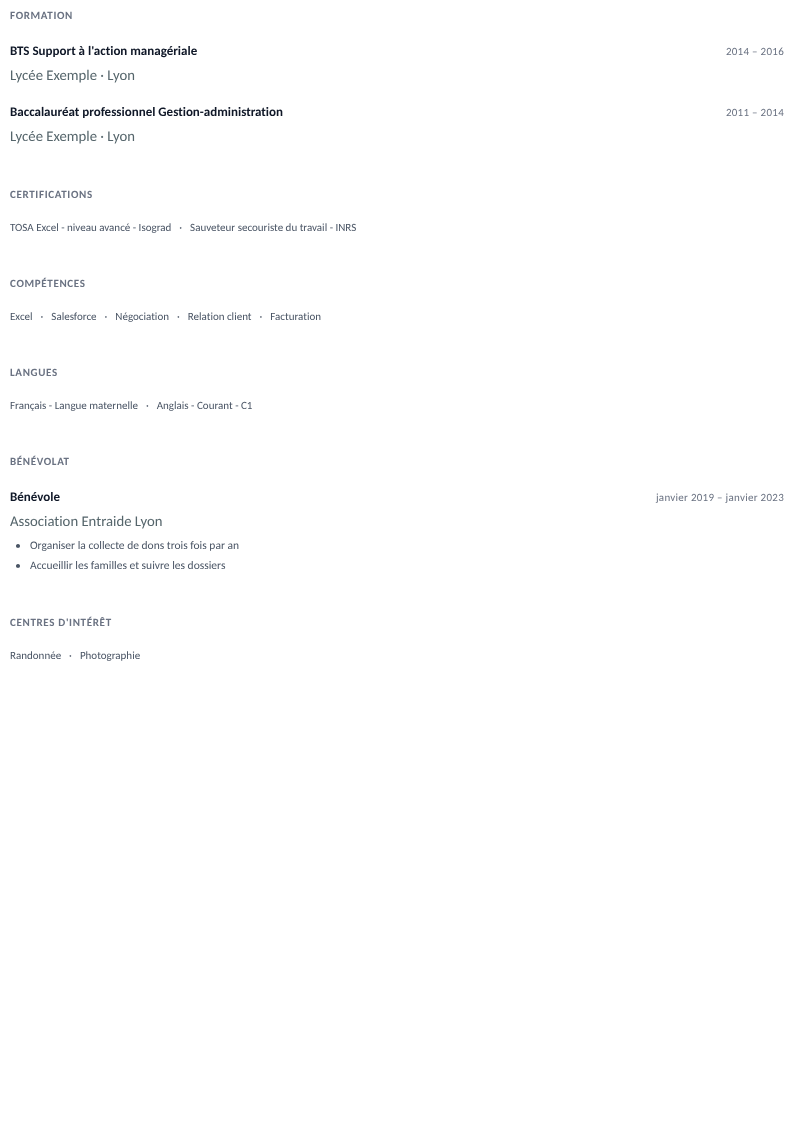 FORMATION
BTS Support à l'action managériale 2014 – 2016
Lycée Exemple · Lyon
Baccalauréat professionnel Gestion-administration 2011 – 2014
Lycée Exemple · Lyon
CERTIFICATIONS
TOSA Excel - niveau avancé - Isograd · Sauveteur secouriste du travail - INRS
COMPÉTENCES
Excel · Salesforce · Négociation · Relation client · Facturation
LANGUES
Français - Langue maternelle · Anglais - Courant - C1
BÉNÉVOLAT
Bénévole janvier 2019 – janvier 2023
Association Entraide Lyon
• Organiser la collecte de dons trois fois par an
• Accueillir les familles et suivre les dossiers
CENTRES D'INTÉRÊT
Randonnée · Photographie